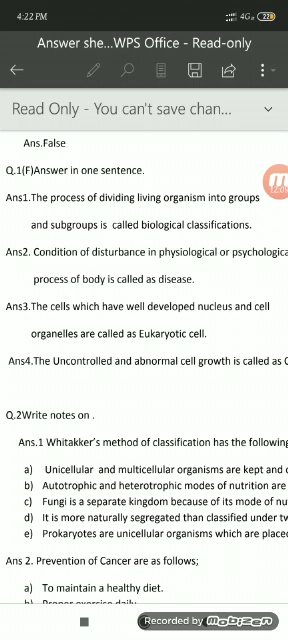 4:22 PM
4G 22
Answer she...WPS Office - Read-only
Read Only - You can't save chan...
Ans.False
Q.1(F)Answer in one sentence.
12:09
Ans1.The process of dividing living organism into groups
and subgroups is called biological classifications.
Ans2. Condition of disturbance in physiological or psychologica
process of body is called as disease.
Ans3.The cells which have well developed nucleus and cell
organelles are called as Eukaryotic cell.
Ans4.The Uncontrolled and abnormal cell growth is called as C
Q.2Write notes on .
Ans.1 Whitakker's method of classification has the following
a) Unicellular and multicellular organisms are kept and
b) Autotrophic and heterotrophic modes of nutrition are
c) Fungi is a separate kingdom because of its mode of nu
d) It is more naturally segregated than classified under tw
e) Prokaryotes are unicellular organisms which are place
Ans 2. Prevention of Cancer are as follows;
a) To maintain a healthy diet.
b) Proper exercise daily
Recorded by mobizen